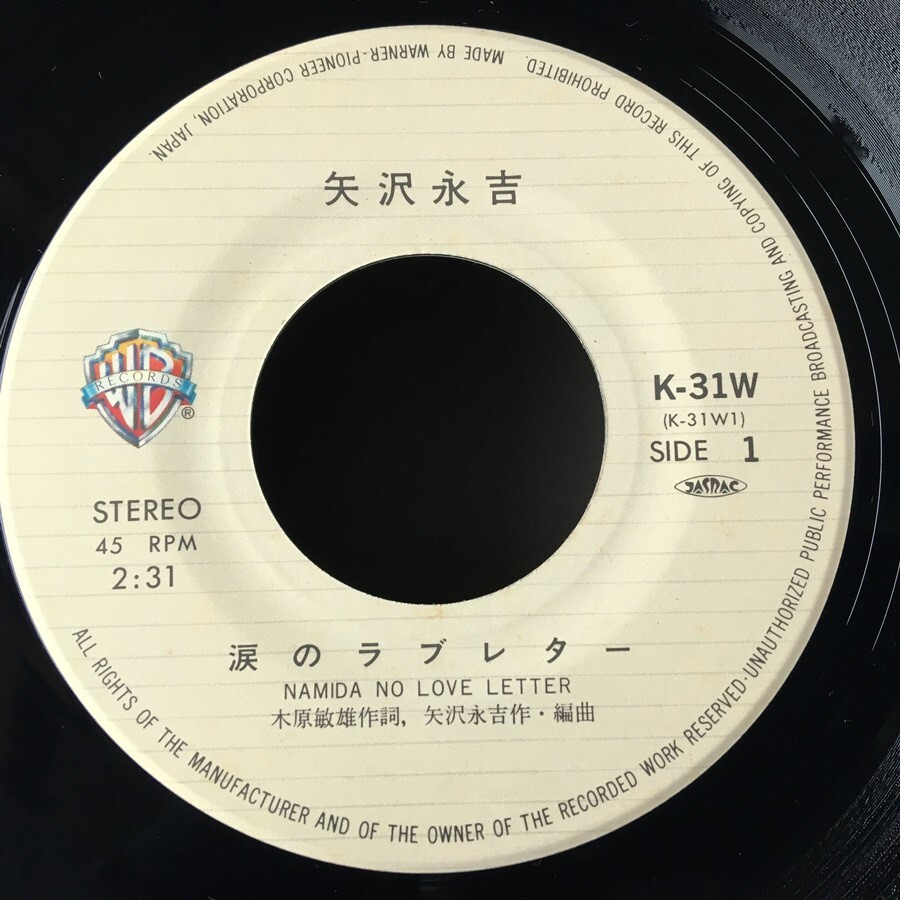 矢沢永吉
WB
RECORDS
®
K-31W
(K-31W1)
SIDE 1
JASRAC
STEREO
45 RPM
2:31
涙のラブレター
NAMIDA NO LOVE LETTER
木原敏雄作詞, 矢沢永吉作・編曲
ALL RIGHTS OF THE MANUFACTURER AND OF THE OWNER OF THE RECORDED WORK RESERVED·UNAUTHORIZED PUBLIC PERFORMANCE BROADCASTING AND COPYING OF THIS RECORD PROHIBITED. MADE BY WARNER-PIONEER CORPORATION, JAPAN.